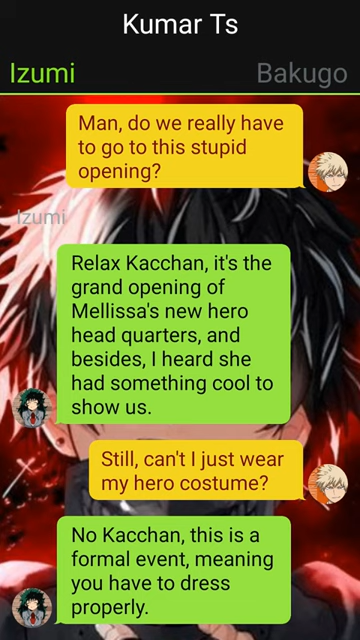 Kumar Ts
Izumi Bakugo
Man, do we really have
to go to this stupid
opening?
Izumi
Relax Kacchan, it's the
grand opening of
Mellissa's new hero
head quarters, and
besides, I heard she
had something cool to
show us.
Still, can't I just wear
my hero costume?
No Kacchan, this is a
formal event, meaning
you have to dress
properly.